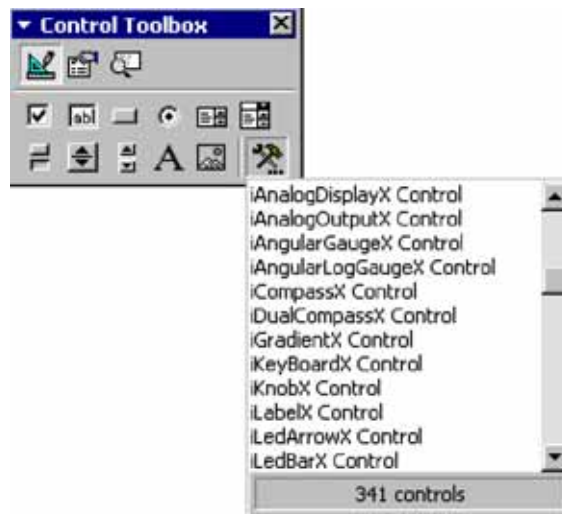 Control Toolbox
abl
A
iAnalogDisplayX Control
iAnalogOutputX Control
iAngularGaugeX Control
iAngularLogGaugeX Control
iCompassX Control
iDualCompassX Control
iGradientX Control
iKeyBoardX Control
iKnobX Control
iLabelX Control
iLedArrowX Control
iLedBarX Control
341 controls